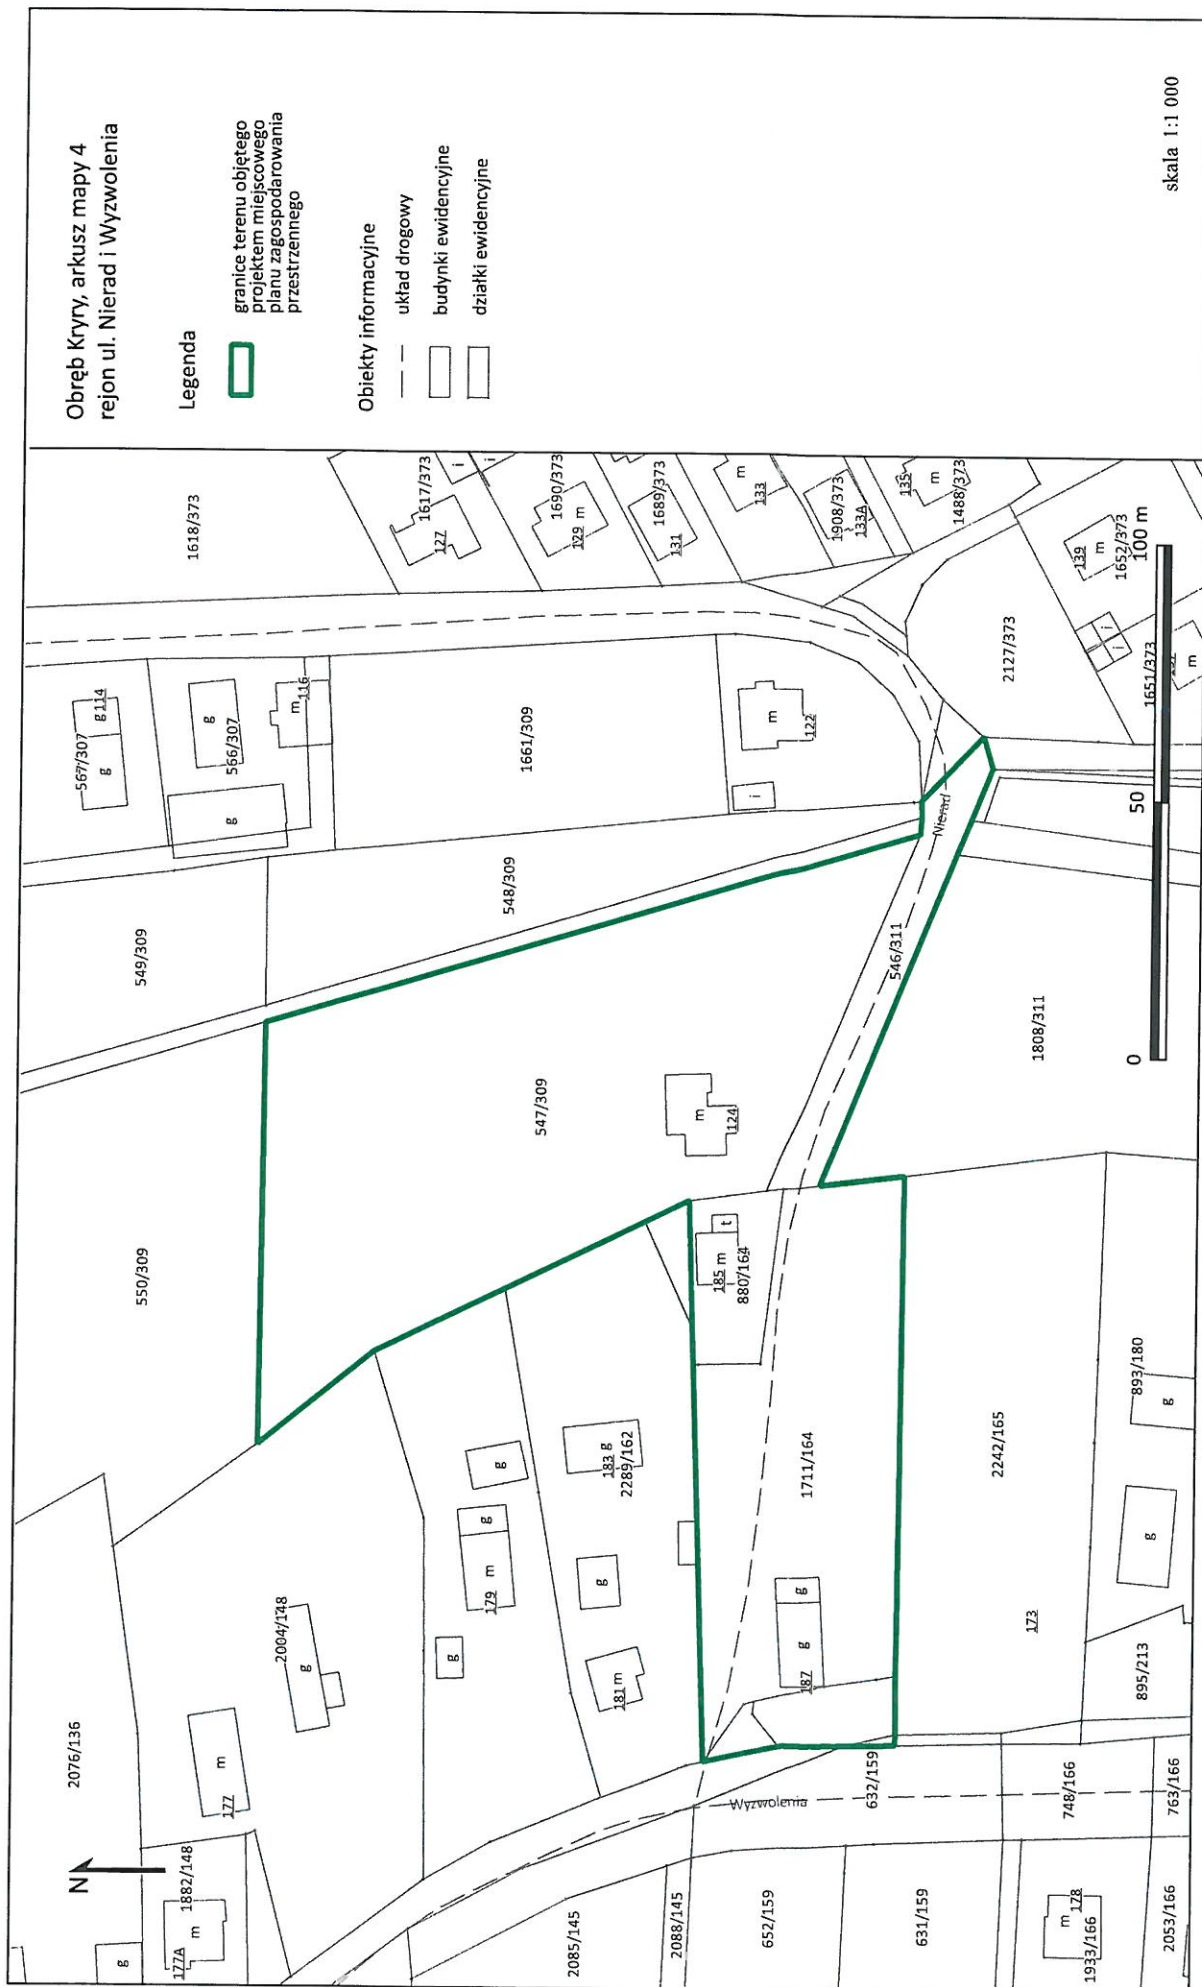 Obręb Kryry, arkusz mapy 4
rejon ul. Nierad i Wyzwolenia
Legenda
granice terenu objętego
projektem miejscowego
planu zagospodarowania
przestrzennego
Obiekty informacyjne
układ drogowy
budynki ewidencyjne
działki ewidencyjne
skala 1:1 000
N
2076/136
550/309
549/309
567/307
g
g
114
1618/373
1882/148
177A
m
g
177
m
2004/148
g
566/307
g
g
m
116
1617/373
127
i
i
g
179
m
g
g
547/309
548/309
1661/309
1690/373
129
m
2085/145
181
m
g
183
g
2289/162
1689/373
131
2088/145
185
m
t
880/164
m
124
m
122
i
m
133
652/159
Wyzwolenia
187
g
g
1711/164
1908/373
133A
631/159
632/159
546/311
Nierad
135
m
1488/373
2242/165
173
1808/311
2127/373
m
178
1933/166
748/166
139
m
1652/373
i
i
893/180
g
g
895/213
1651/373
m
2053/166
763/166
0
50
100 m